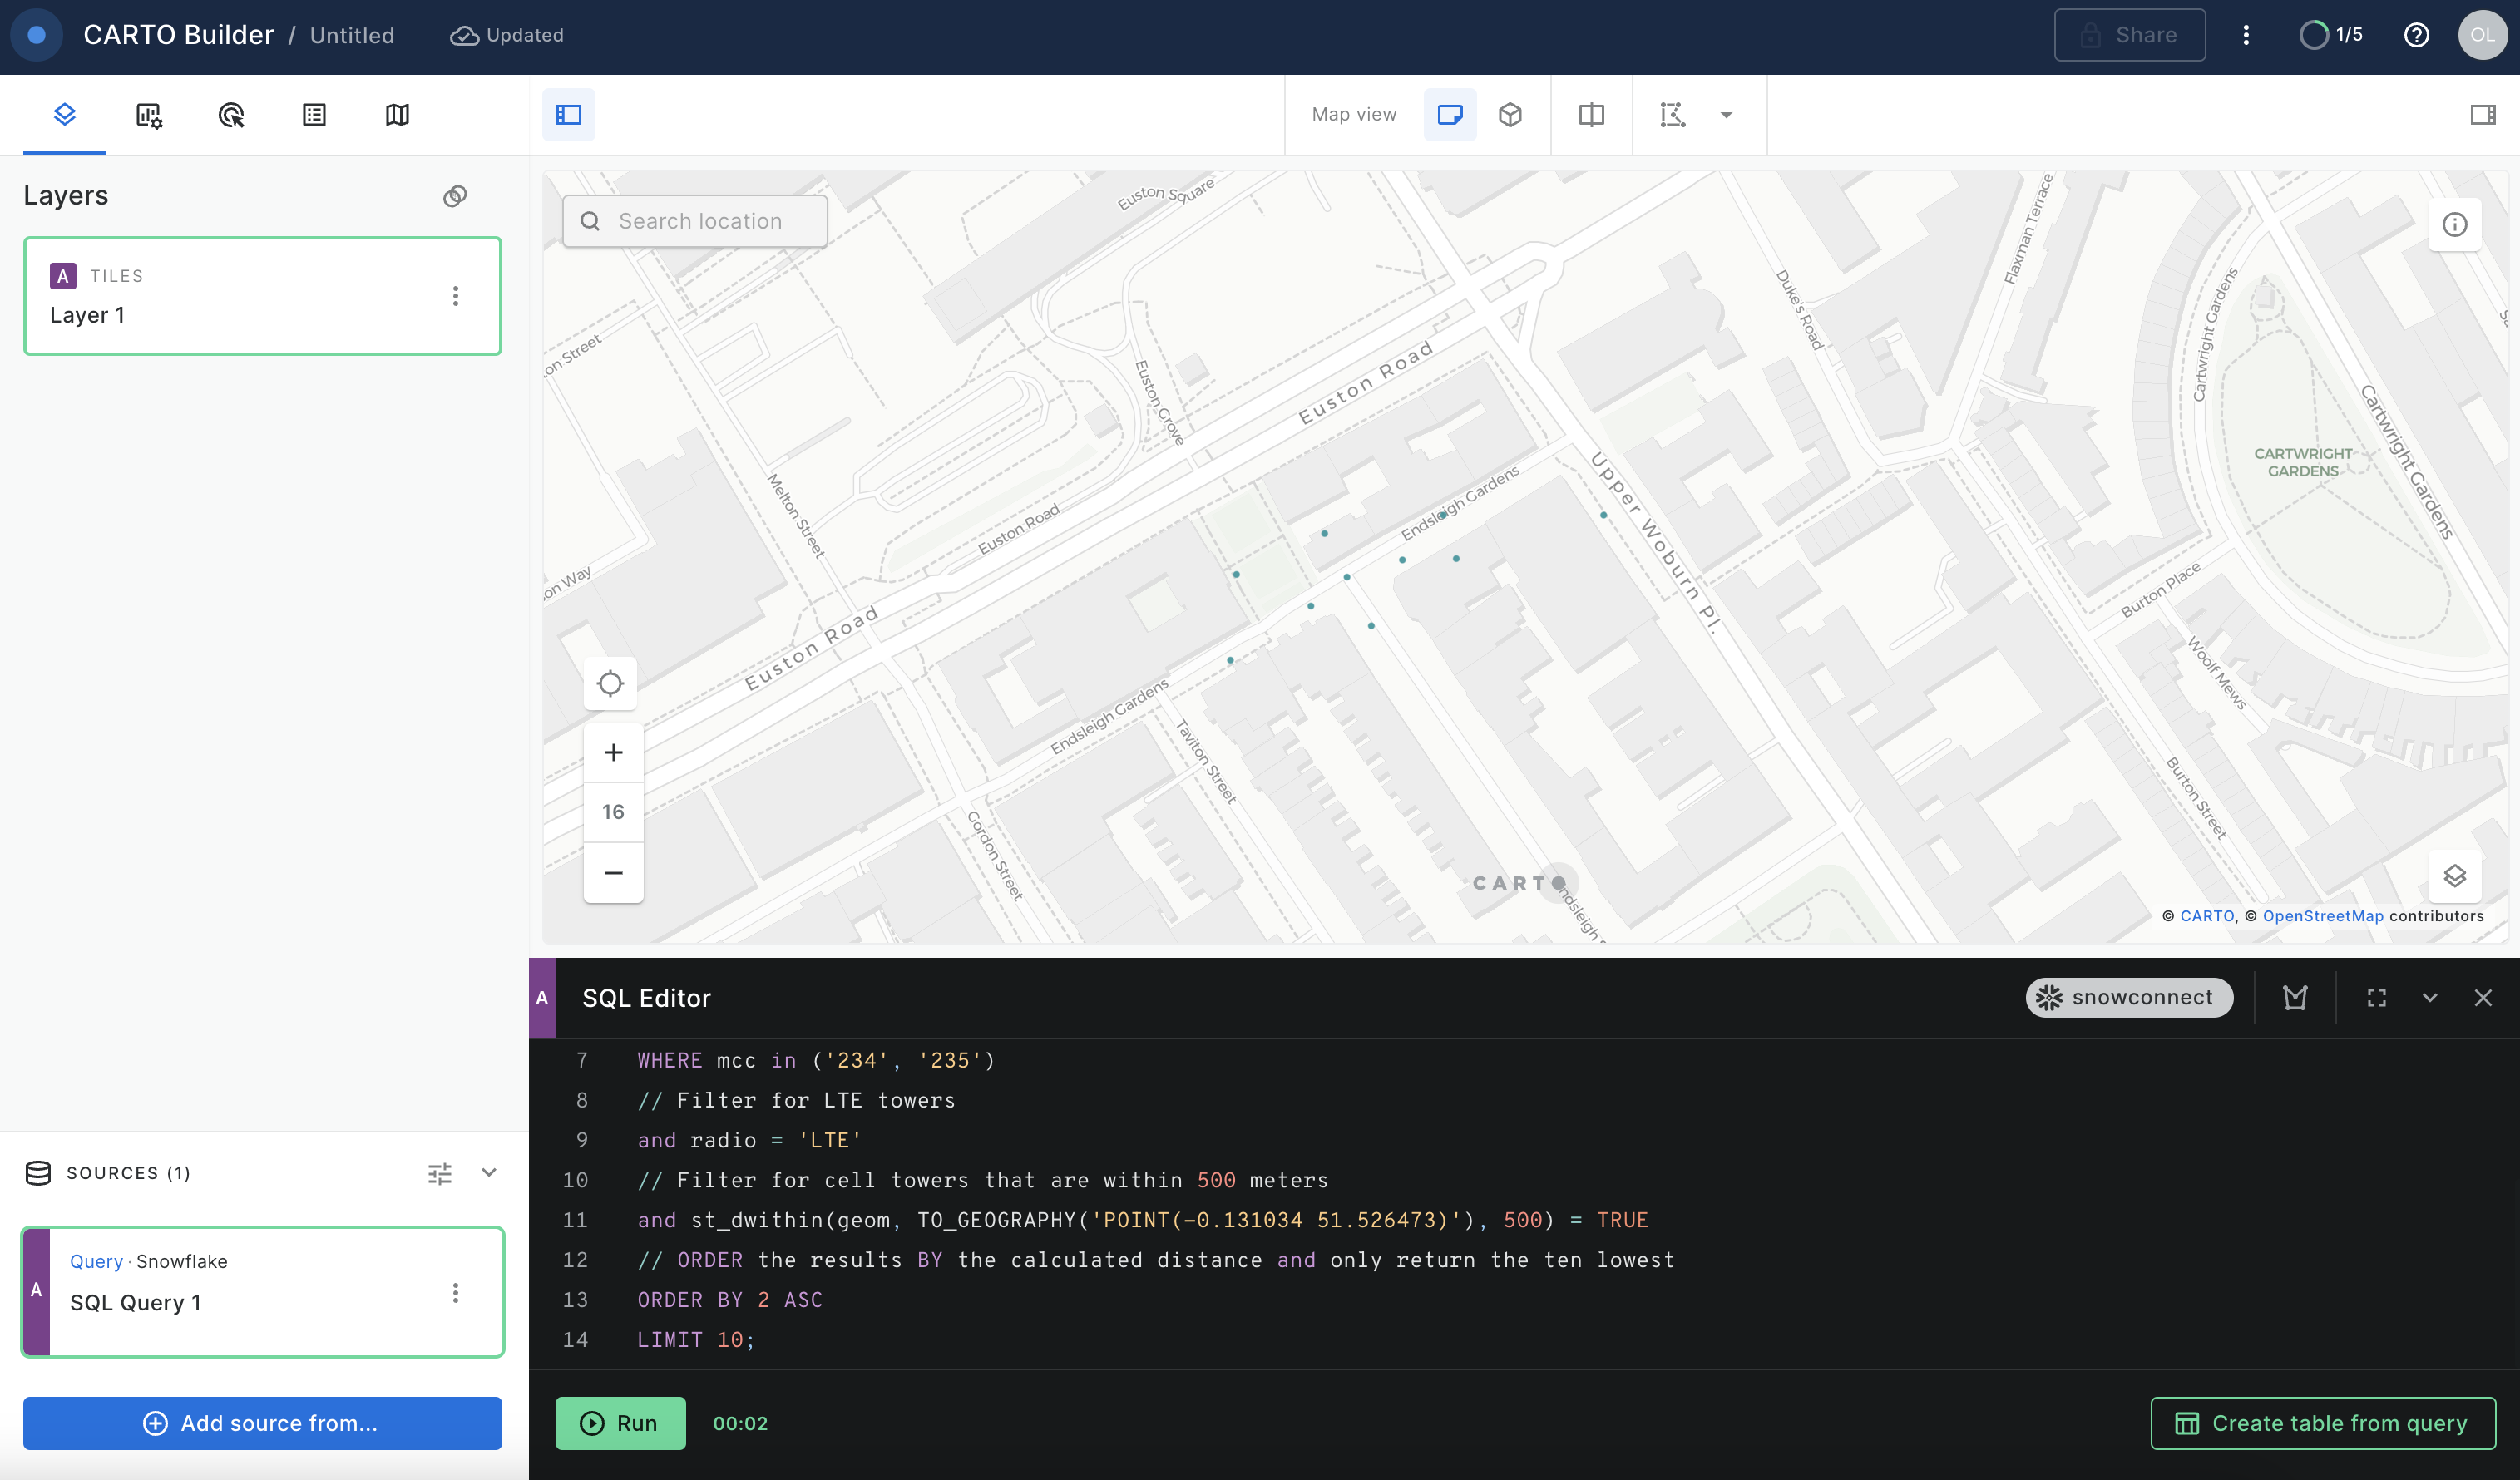 CARTO Builder / Untitled
Updated
Share
1/5
OL
Map view
Layers
A TILES
Layer 1
Search location
Euston Square
Flaxman Terrace
Duke's Road
Cartwright Gardens
Cartwright Gardens
CARTWRIGHT
GARDENS
on Street
Euston Grove
Euston Road
Upper Woburn Pl.
Endsleigh Gardens
Melton Street
Euston Road
on Way
Euston Road
Burton Place
Woolf Mews
Endsleigh Gardens
Taviton Street
Burton Street
Gordon Street
+
16
−
CARTO
ndsleigh
© CARTO, © OpenStreetMap contributors
A SQL Editor
snowconnect
7 WHERE mcc in ('234', '235')
8 // Filter for LTE towers
9 and radio = 'LTE'
10 // Filter for cell towers that are within 500 meters
11 and st_dwithin(geom, TO_GEOGRAPHY('POINT(-0.131034 51.526473)'), 500) = TRUE
12 // ORDER the results BY the calculated distance and only return the ten lowest
13 ORDER BY 2 ASC
14 LIMIT 10;
SOURCES (1)
Query · Snowflake
A
SQL Query 1
Add source from...
Run
00:02
Create table from query